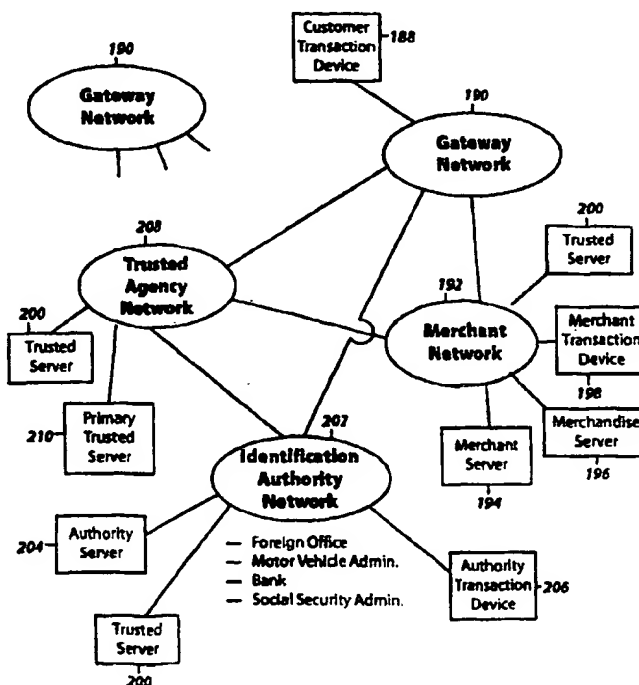 Customer
Transaction
Device
188
190
Gateway
Network
190
Gateway
Network
208
Trusted
Agency
Network
200
Trusted
Server
192
Merchant
Network
200
Trusted
Server
Merchant
Transaction
Device
198
210
Primary
Trusted
Server
202
Identification
Authority
Network
Merchant
Server
194
Merchandise
Server
196
204
Authority
Server
— Foreign Office
— Motor Vehicle Admin.
— Bank
— Social Security Admin.
Authority
Transaction
Device
206
Trusted
Server
200